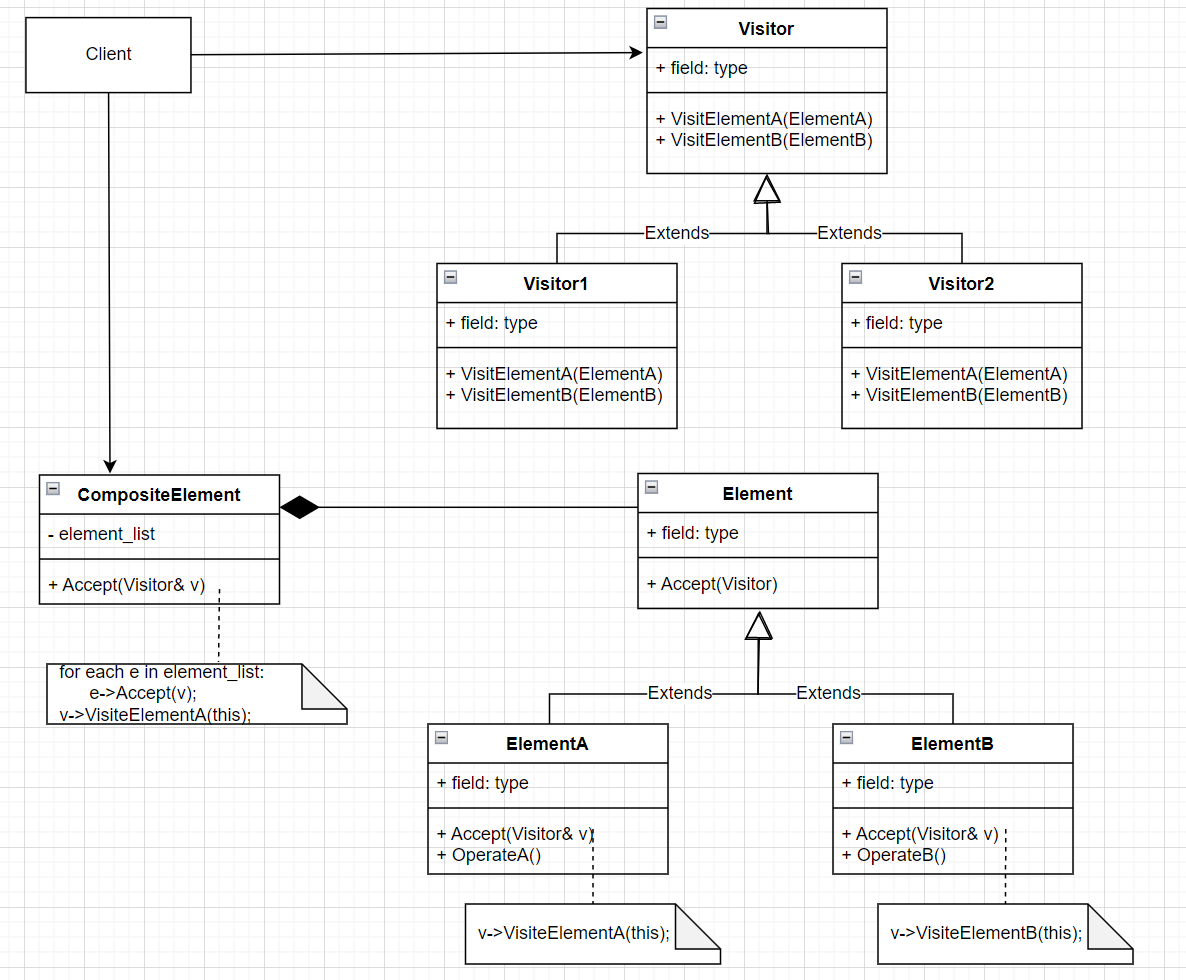 Client
Visitor
+ field: type
+ VisitElementA(ElementA)
+ VisitElementB(ElementB)
Extends
Extends
Visitor1
+ field: type
+ VisitElementA(ElementA)
+ VisitElementB(ElementB)
Visitor2
+ field: type
+ VisitElementA(ElementA)
+ VisitElementB(ElementB)
CompositeElement
- element_list
+ Accept(Visitor& v)
for each e in element_list:
e->Accept(v);
v->VisiteElementA(this);
Element
+ field: type
+ Accept(Visitor)
Extends
Extends
ElementA
+ field: type
+ Accept(Visitor& v)
+ OperateA()
v->VisiteElementA(this);
ElementB
+ field: type
+ Accept(Visitor& v)
+ OperateB()
v->VisiteElementB(this);